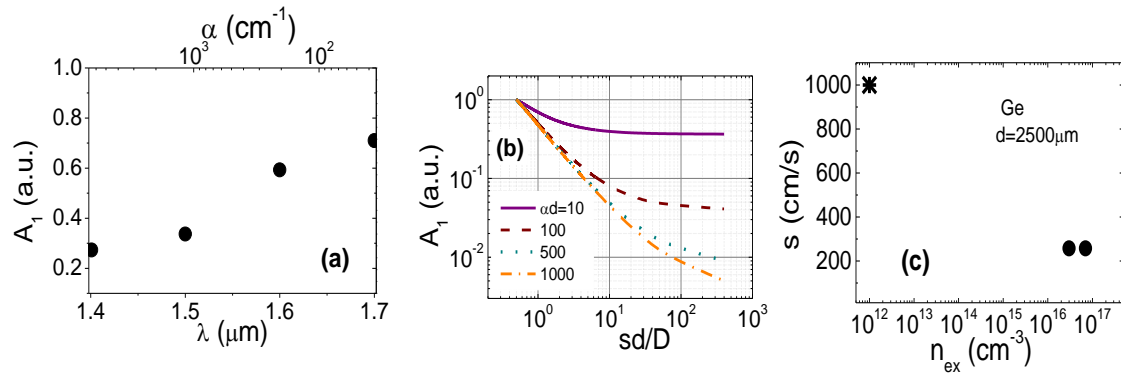 α (cm⁻¹)
10³ 10²
1.0
0.8
0.6
0.4
0.2
A₁ (a.u.)
(a)
1.4 1.5 1.6 1.7
λ (μm)
10⁰
10⁻¹
10⁻²
A₁ (a.u.)
(b)
αd=10
100
500
1000
10⁰ 10¹ 10² 10³
sd/D
1000
800
600
400
200
s (cm/s)
Ge
d=2500μm
(c)
10¹² 10¹³ 10¹⁴ 10¹⁵ 10¹⁶ 10¹⁷
nₑₓ (cm⁻³)